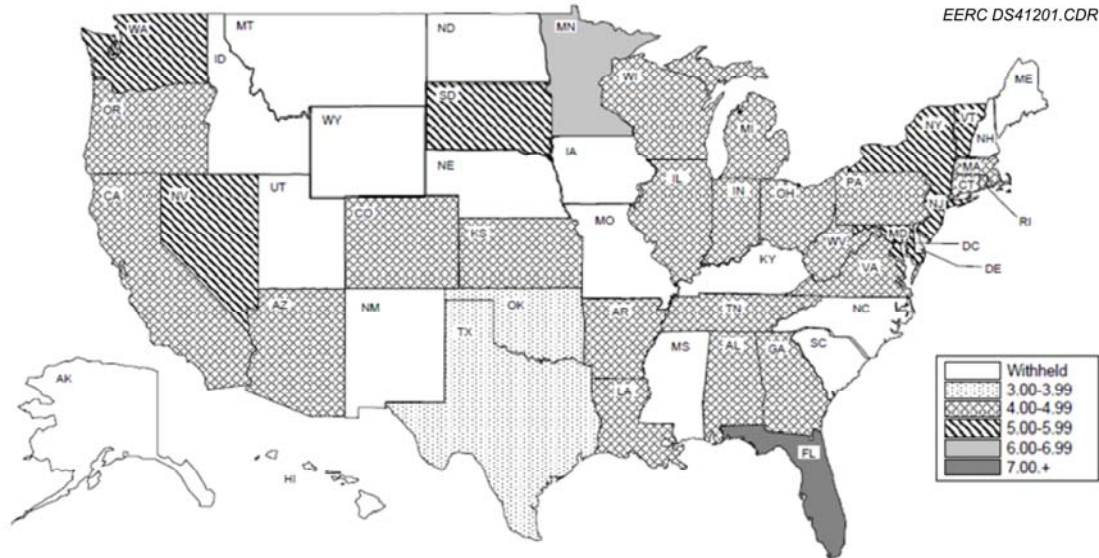 EERC DS41201.CDR
WA
MT
ND
MN
ID
OR
WI
ME
SD
NY
VT
NH
WY
MI
IA
MA
NE
CT
PA
CA
NV
UT
IL
IN
OH
NJ
RI
CO
MO
MD
KS
WV
DC
KY
VA
DE
AZ
NM
OK
TX
AR
TN
NC
MS
AL
GA
SC
AK
LA
FL
HI
Withheld
3.00-3.99
4.00-4.99
5.00-5.99
6.00-6.99
7.00.+